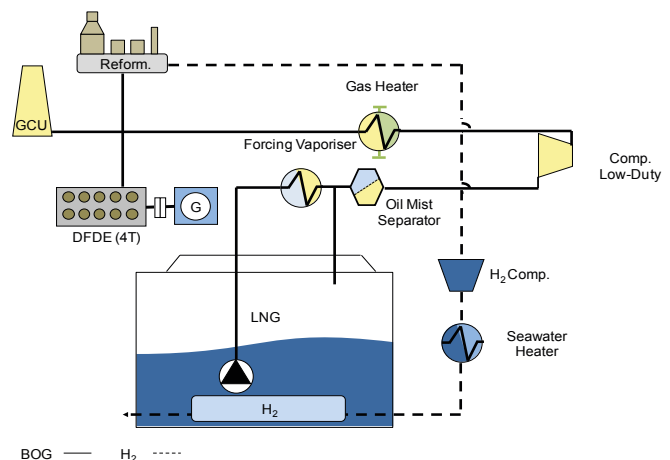 Reform.
Gas Heater
GCU
Forcing Vaporiser
Comp.
Low-Duty
Oil Mist
Separator
G
DFDE (4T)
H₂ Comp.
LNG
Seawater
Heater
H₂
BOG
H₂